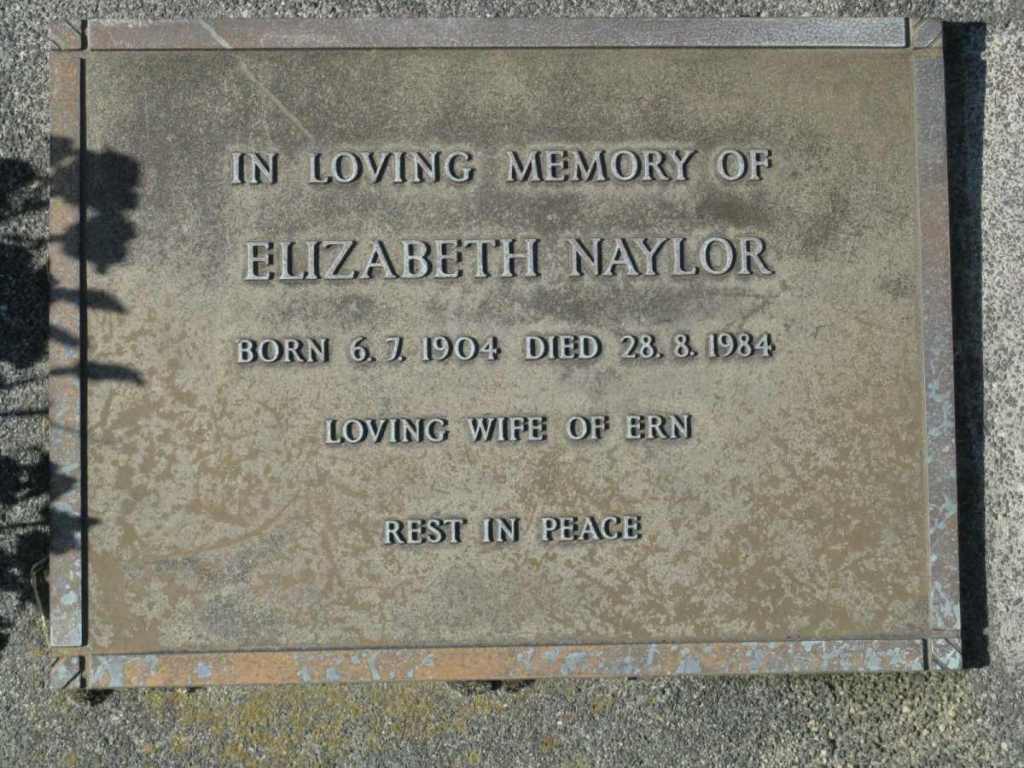 IN LOVING MEMORY OF
ELIZABETH NAYLOR
BORN 6.7.1904 DIED 28.8.1984
LOVING WIFE OF ERN
REST IN PEACE